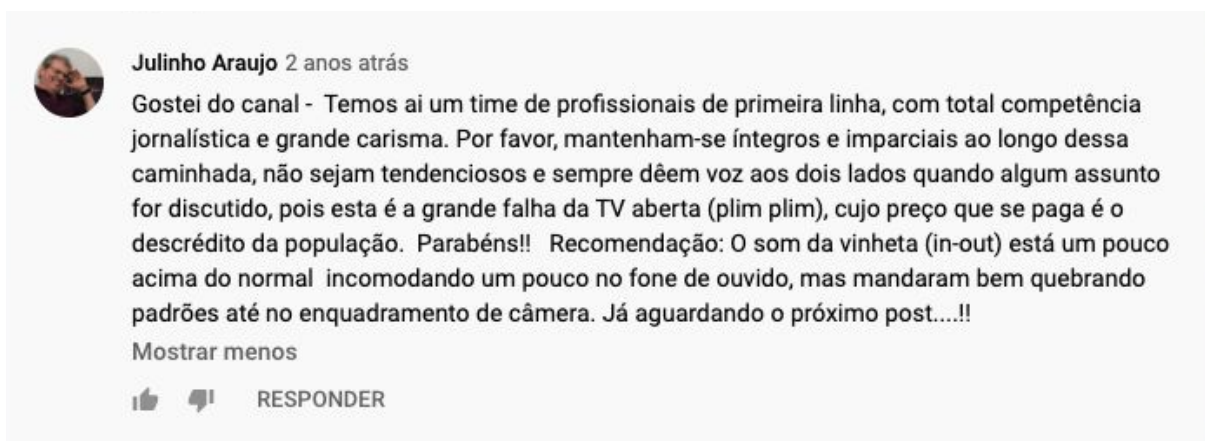 Julinho Araujo 2 anos atrás
Gostei do canal - Temos ai um time de profissionais de primeira linha, com total competência
jornalística e grande carisma. Por favor, mantenham-se íntegros e imparciais ao longo dessa
caminhada, não sejam tendenciosos e sempre dêem voz aos dois lados quando algum assunto
for discutido, pois esta é a grande falha da TV aberta (plim plim), cujo preço que se paga é o
descrédito da população. Parabéns!! Recomendação: O som da vinheta (in-out) está um pouco
acima do normal incomodando um pouco no fone de ouvido, mas mandaram bem quebrando
padrões até no enquadramento de câmera. Já aguardando o próximo post....!!
Mostrar menos
RESPONDER